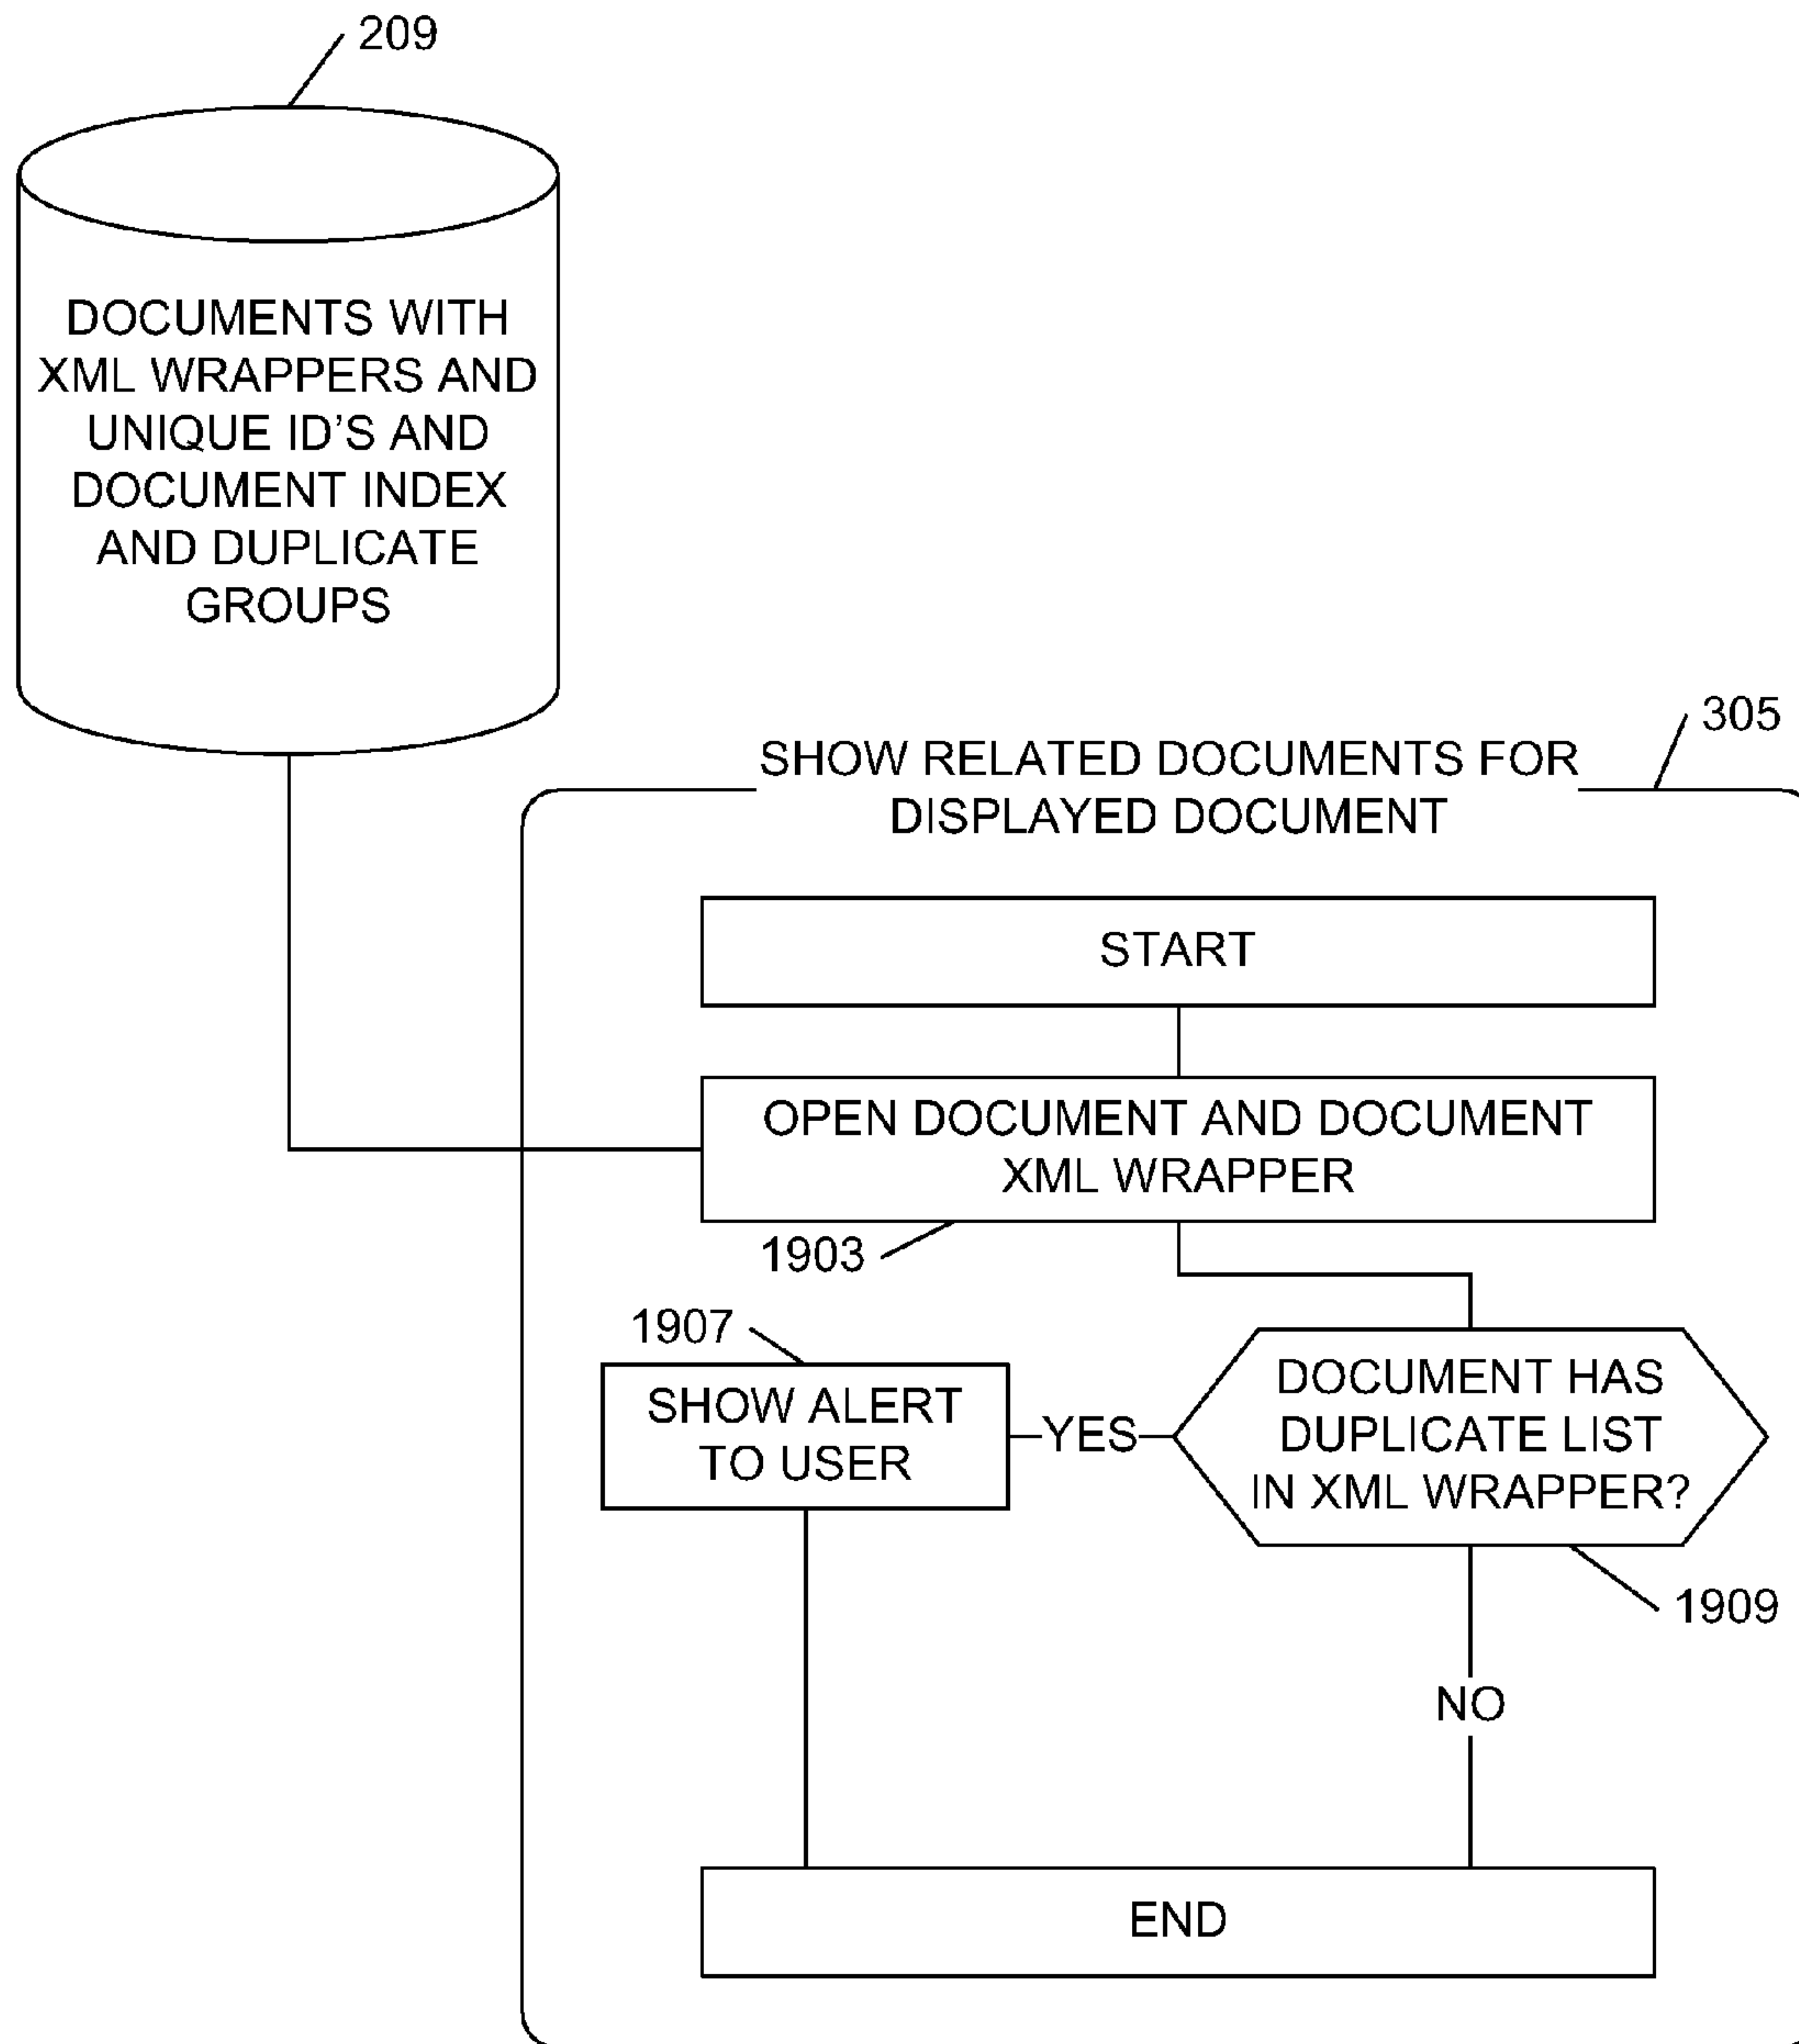 209
DOCUMENTS WITH
XML WRAPPERS AND
UNIQUE ID'S AND
DOCUMENT INDEX
AND DUPLICATE
GROUPS
305
SHOW RELATED DOCUMENTS FOR
DISPLAYED DOCUMENT
START
OPEN DOCUMENT AND DOCUMENT
XML WRAPPER
1903
1907
SHOW ALERT
TO USER
YES
DOCUMENT HAS
DUPLICATE LIST
IN XML WRAPPER?
1909
NO
END